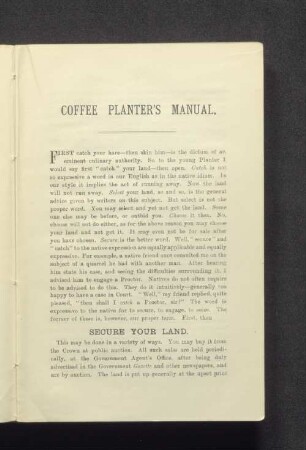 COFFEE PLANTER'S MANUAL.
FIRST catch your hare—then skin him—is the dictum of an
eminent culinary authority. So to the young Planter I
would say first "catch" your land—then open. Catch is not
so expressive a word in our English as in the native idiom. In
our style it implies the act of running away. Now the land
will not run away. Select your land, so and so, is the general
advice given by writers on this subject. But select is not the
proper word. You may select and yet not get the land. Some
one else may be before, or outbid you. Choose it then. No,
choose will not do either, as for the above reason you may choose
your land and not get it. It may even not be for sale after
you have chosen. Secure is the better word. Well, "secure" and
"catch" to the native expression are equally applicable and equally
expressive. For example, a native friend once consulted me on the
subject of a quarrel he had with another man. After hearing
him state his case, and seeing the difficulties surrounding it, I
advised him to engage a Proctor. Natives do not often require
to be advised to do this. They do it intuitively—generally too
happy to have a case in Court. "Well," my friend replied, quite
pleased, "then shall I catch a Proctor, sir?" The word is
expressive to the native for to secure, to engage, to seize. The
former of these is, however, our proper term. First, then
SECURE YOUR LAND.
This may be done in a variety of ways. You may buy it from
the Crown at public auction. All such sales are held periodi-
cally, at the Government Agent's Office after being duly
advertised in the Government Gazette and other newspapers, and
are by auction. The land is put up generally at the upset price